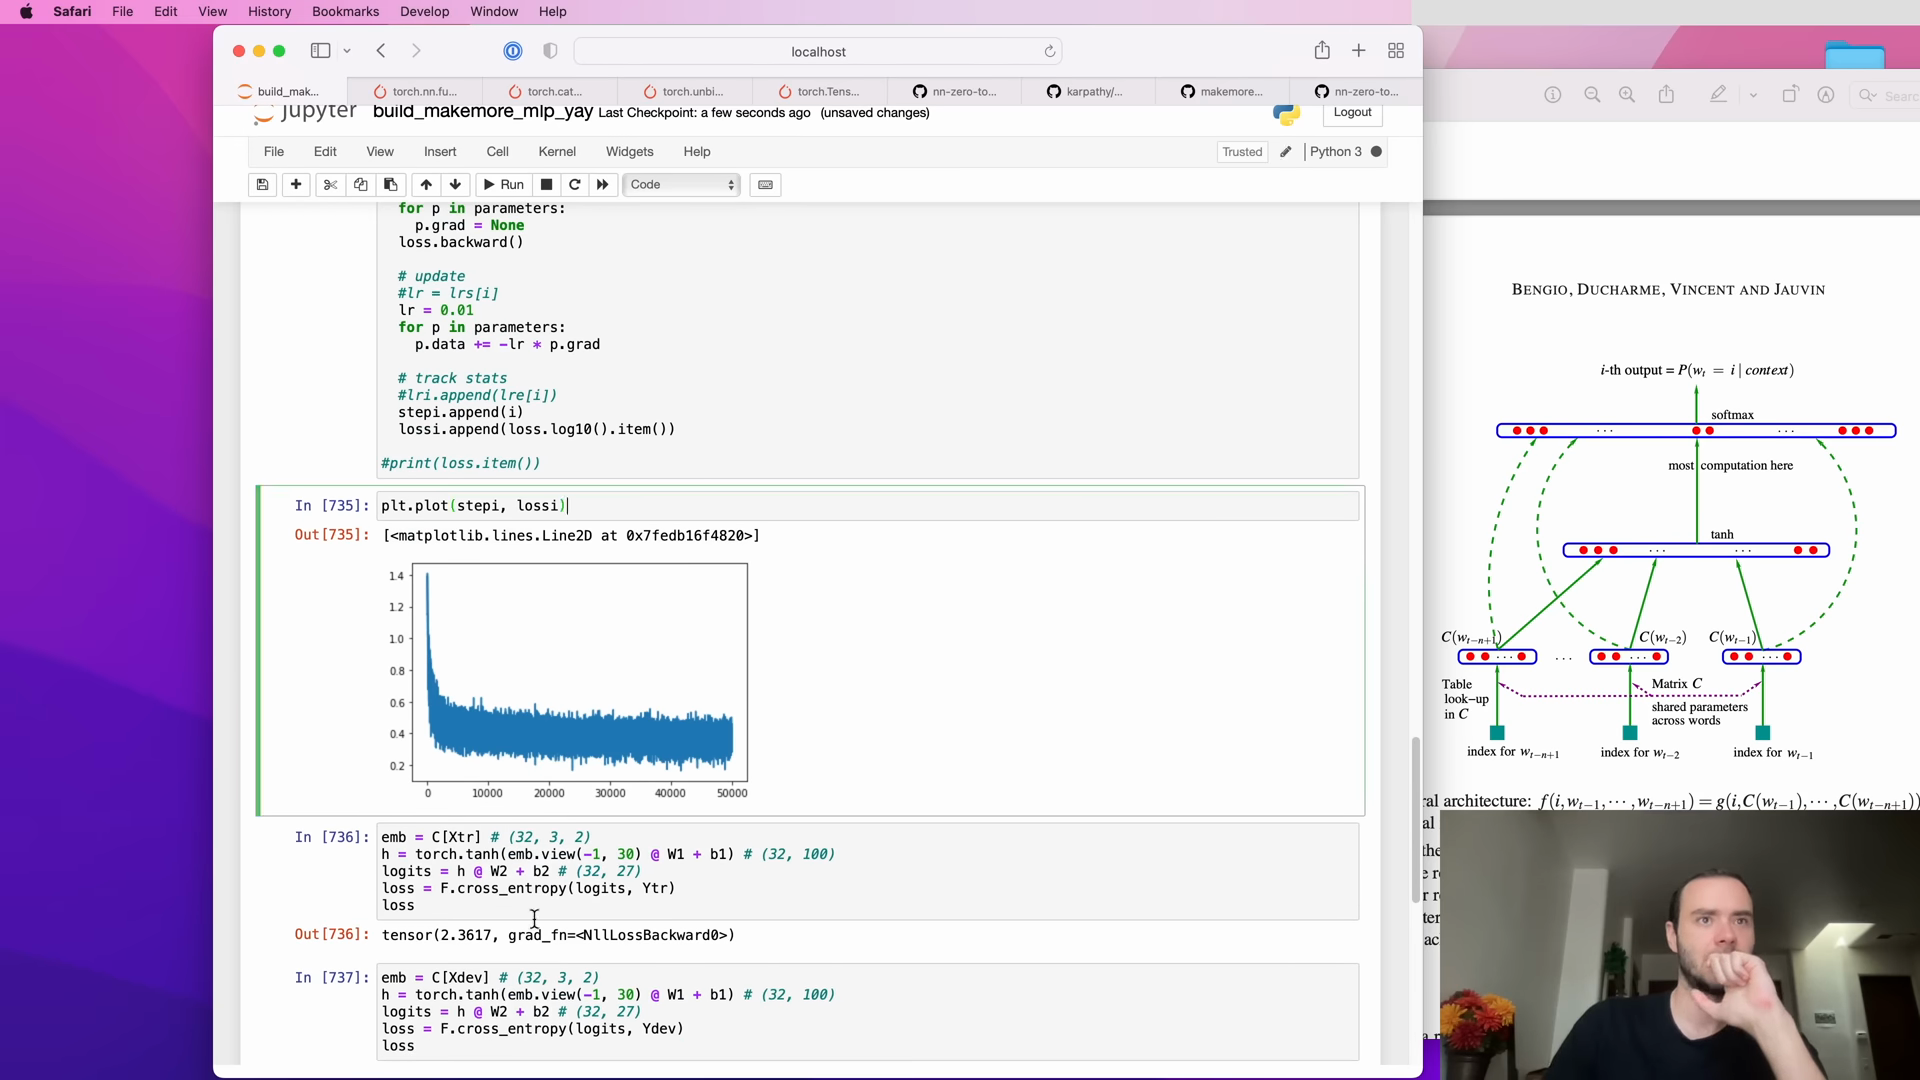 Safari File Edit View History Bookmarks Develop Window Help
localhost
build_mak... torch.nn.fu... torch.cat... torch.unbi... torch.Tens... nn-zero-to... karpathy/... makemore... nn-zero-to...
Jupyter build_makemore_mlp_yay Last Checkpoint: a few seconds ago (unsaved changes) Logout
File Edit View Insert Cell Kernel Widgets Help Trusted Python 3
Run Code
for p in parameters:
p.grad = None
loss.backward()
# update
#lr = lrs[i]
lr = 0.01
for p in parameters:
p.data += -lr * p.grad
# track stats
#lri.append(lre[i])
stepi.append(i)
lossi.append(loss.log10().item())
#print(loss.item())
In [735]: plt.plot(stepi, lossi)
Out[735]: [<matplotlib.lines.Line2D at 0x7fedb16f4820>]
1.4
1.2
1.0
0.8
0.6
0.4
0.2
0 10000 20000 30000 40000 50000
In [736]: emb = C[Xtr] # (32, 3, 2)
h = torch.tanh(emb.view(-1, 30) @ W1 + b1) # (32, 100)
logits = h @ W2 + b2 # (32, 27)
loss = F.cross_entropy(logits, Ytr)
loss
Out[736]: tensor(2.3617, grad_fn=<NllLossBackward0>)
In [737]: emb = C[Xdev] # (32, 3, 2)
h = torch.tanh(emb.view(-1, 30) @ W1 + b1) # (32, 100)
logits = h @ W2 + b2 # (32, 27)
loss = F.cross_entropy(logits, Ydev)
loss
Searc
BENGIO, DUCHARME, VINCENT AND JAUVIN
i-th output = P(w_t = i | context)
softmax
. . . . . .
most computation here
tanh
. . . . . .
C(w_{t−n+1}) C(w_{t−2}) C(w_{t−1})
. . . . . . . . . . . .
Table
look−up
in C
Matrix C
shared parameters
across words
index for w_{t−n+1} index for w_{t−2} index for w_{t−1}
ral architecture: f(i,w_{t−1},···,w_{t−n+1}) = g(i,C(w_{t−1}),···,C(w_{t−n+1}))
al
the